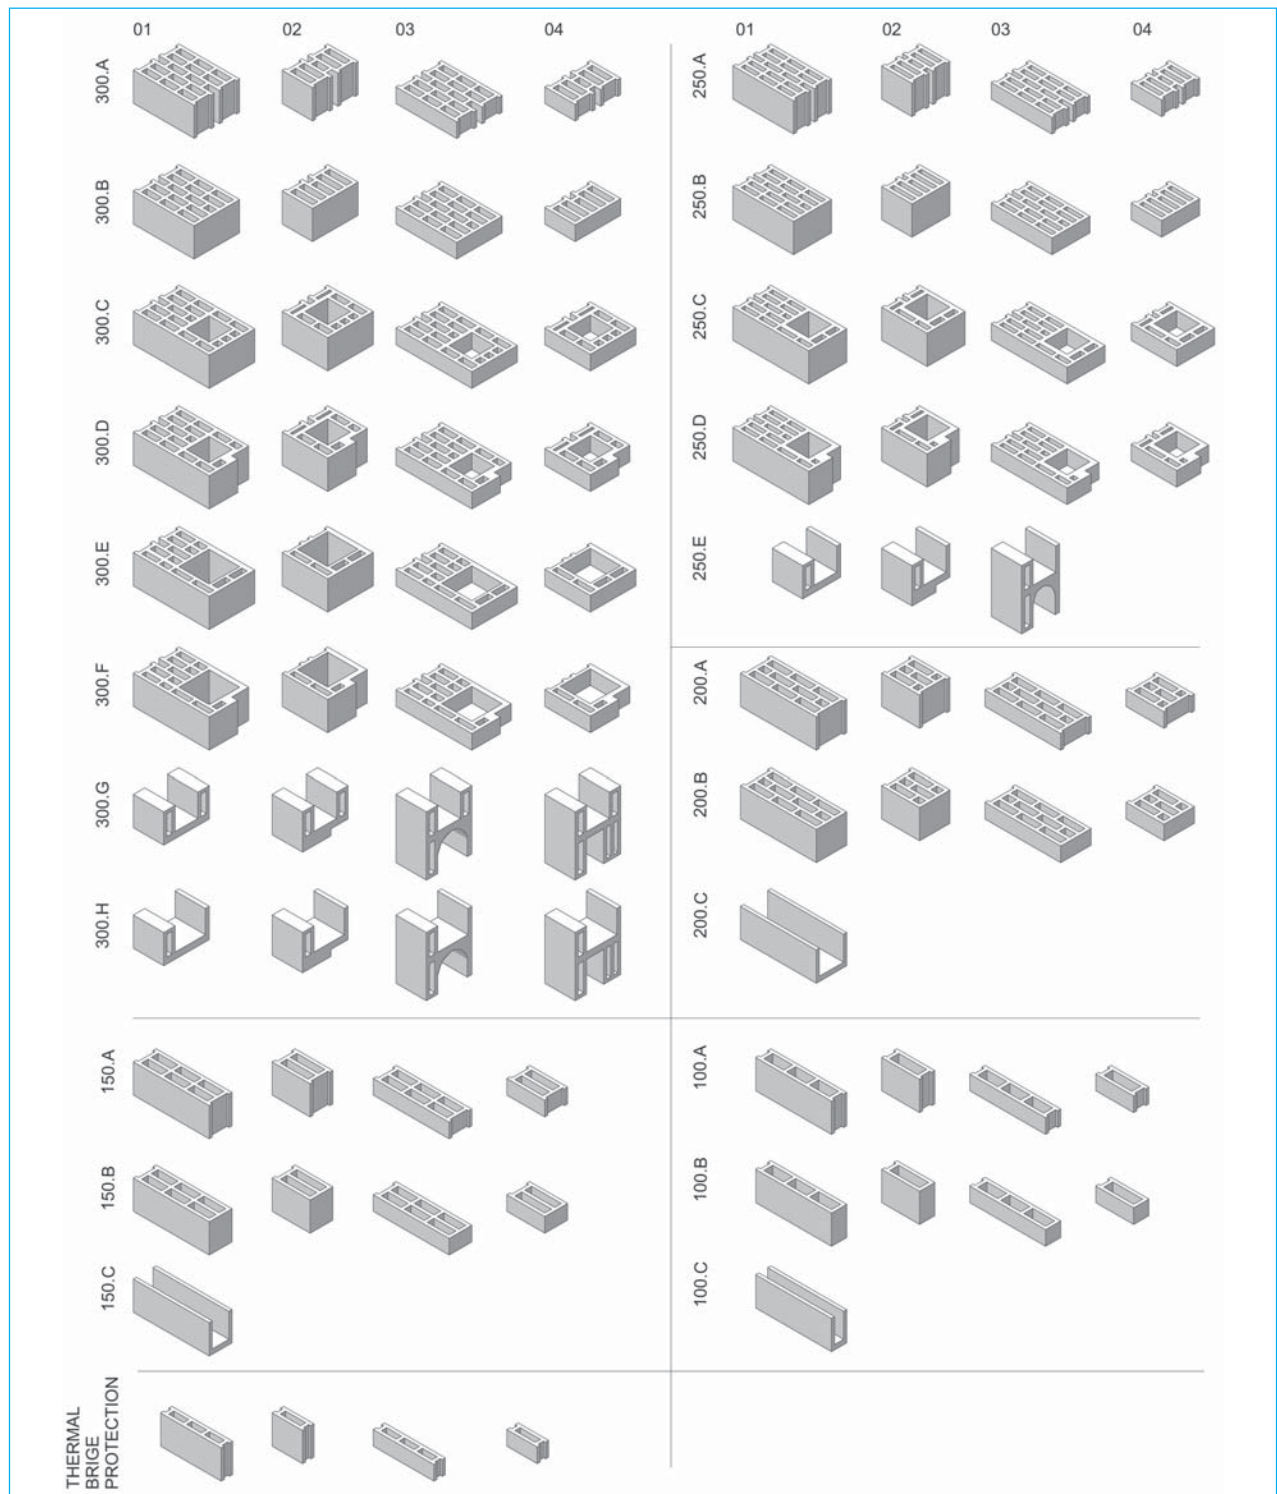 01 02 03 04
300.A
300.B
300.C
300.D
300.E
300.F
300.G
300.H
01 02 03 04
250.A
250.B
250.C
250.D
250.E
200.A
200.B
200.C
150.A
150.B
150.C
100.A
100.B
100.C
THERMAL
BRIGE
PROTECTION